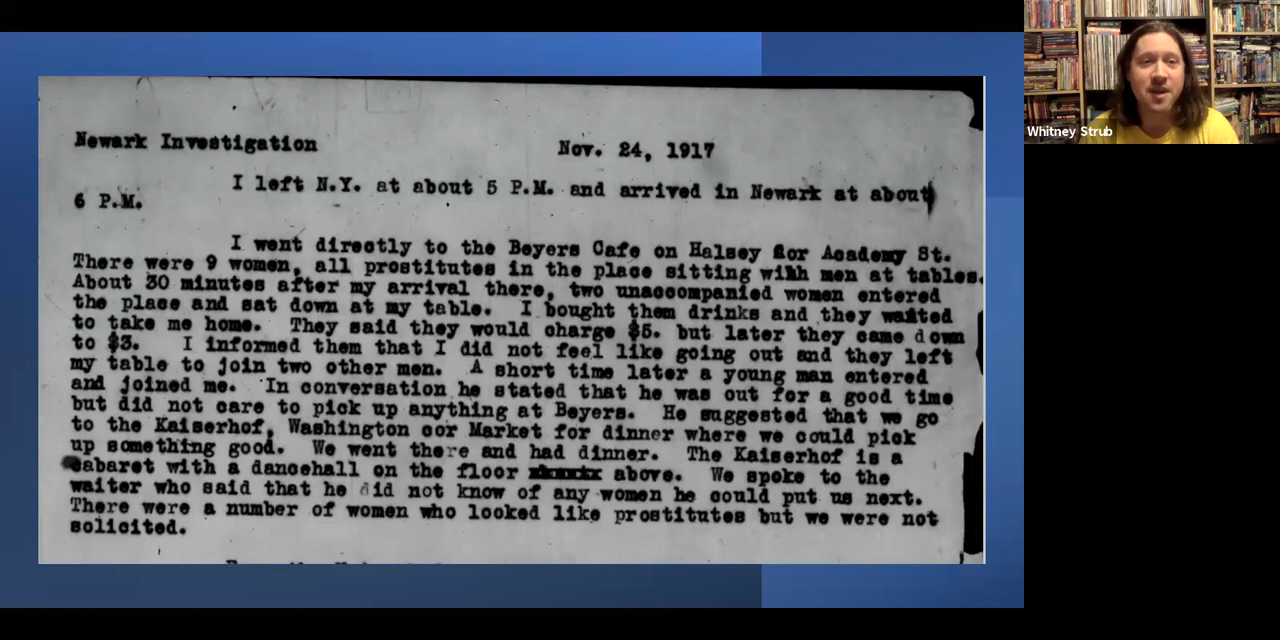 Newark Investigation Nov. 24, 1917
I left N.Y. at about 5 P.M. and arrived in Newark at about
6 P.M.
I went directly to the Beyers Cafe on Halsey cor Academy St.
There were 9 women, all prostitutes in the place sitting with men at tables.
About 30 minutes after my arrival there, two unaccompanied women entered
the place and sat down at my table. I bought them drinks and they wanted
to take me home. They said they would charge $5. but later they came down
to $3. I informed them that I did not feel like going out and they left
my table to join two other men. A short time later a young man entered
and joined me. In conversation he stated that he was out for a good time
but did not care to pick up anything at Beyers. He suggested that we go
to the Kaiserhof, Washington cor Market for dinner where we could pick
up something good. We went there and had dinner. The Kaiserhof is a
cabaret with a dancehall on the floor above. We spoke to the
waiter who said that he did not know of any women he could put us next.
There were a number of women who looked like prostitutes but we were not
solicited.
Whitney Strub